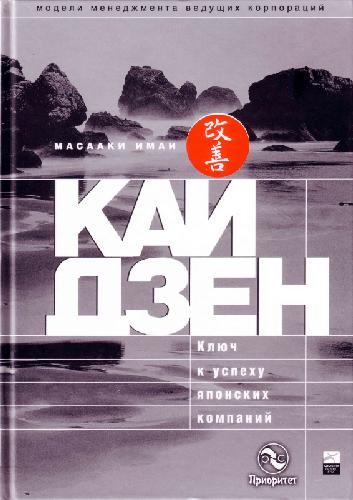 модели менеджмента ведущих корпораций
МАСААКИ ИМАИ
改
善
КАЙ
ДЗЕН
Ключ
к успеху
японских
компаний
Приоритет